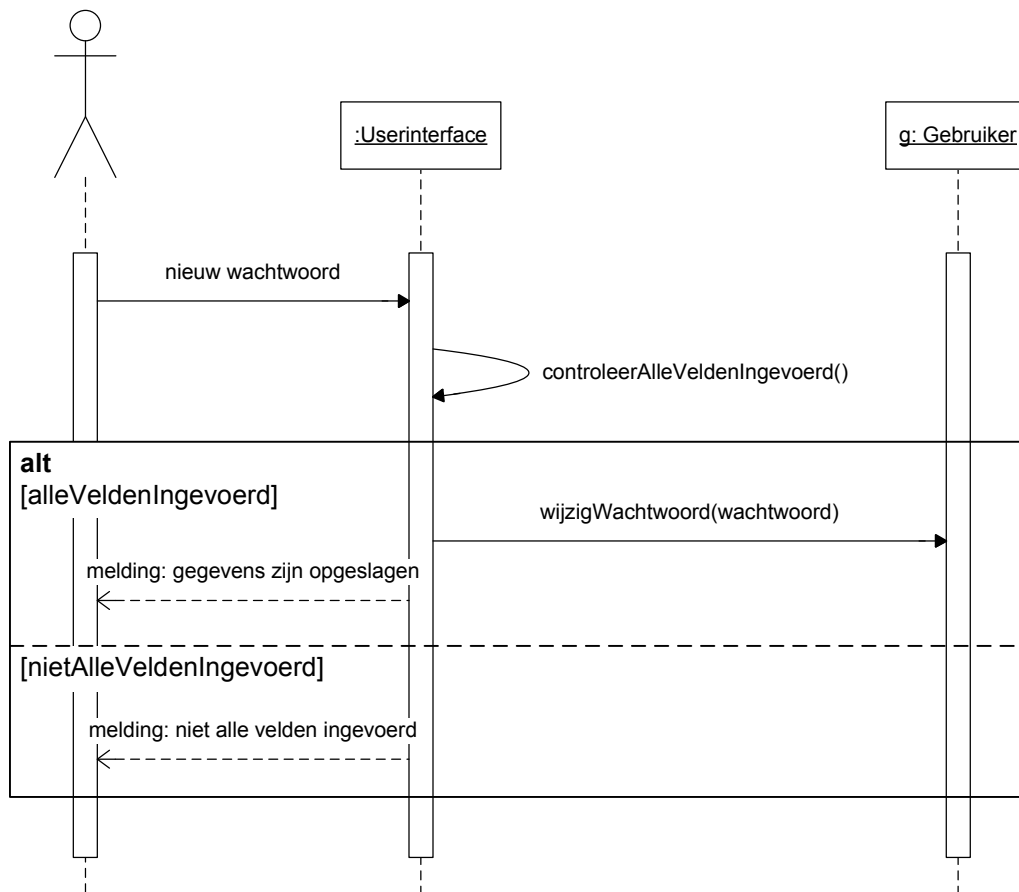 :Userinterface
g: Gebruiker
nieuw wachtwoord
controleerAlleVeldenIngevoerd()
alt
[alleVeldenIngevoerd]
wijzigWachtwoord(wachtwoord)
melding: gegevens zijn opgeslagen
[nietAlleVeldenIngevoerd]
melding: niet alle velden ingevoerd